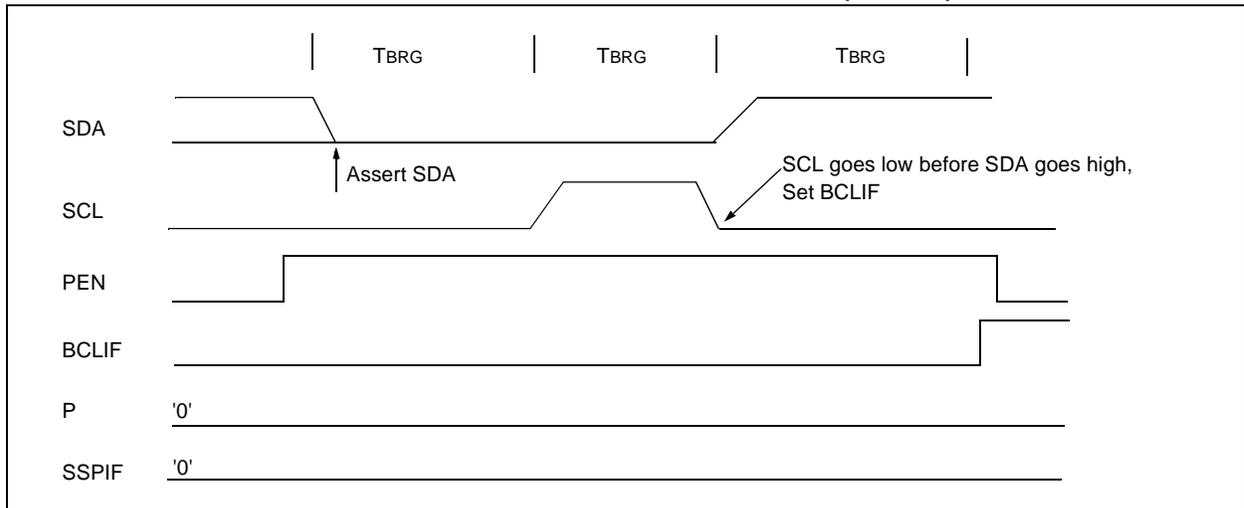 TBRG TBRG TBRG
SDA
Assert SDA
SCL goes low before SDA goes high,
Set BCLIF
SCL
PEN
BCLIF
P '0'
SSPIF '0'